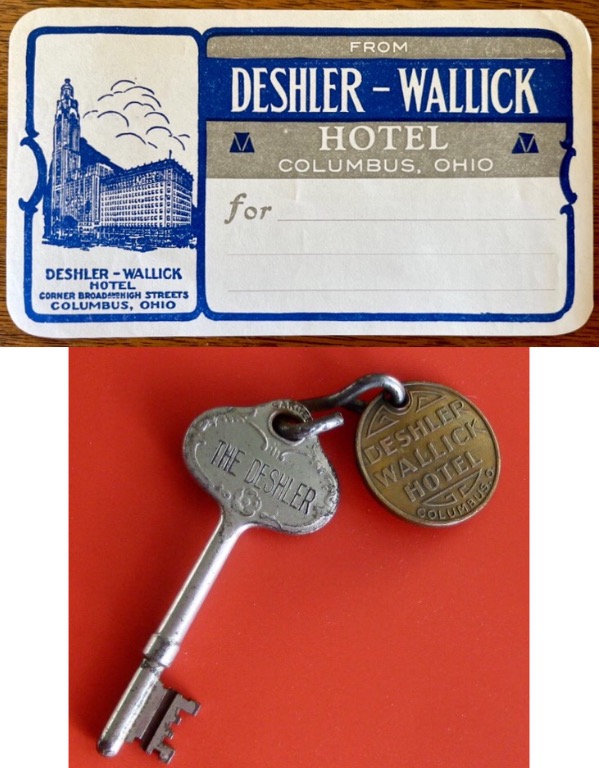 FROM
DESHLER - WALLICK
HOTEL
COLUMBUS, OHIO
for
DESHLER - WALLICK
HOTEL
CORNER BROAD AND HIGH STREETS
COLUMBUS, OHIO
THE DESHLER
DESHLER
WALLICK
HOTEL
COLUMBUS, O.